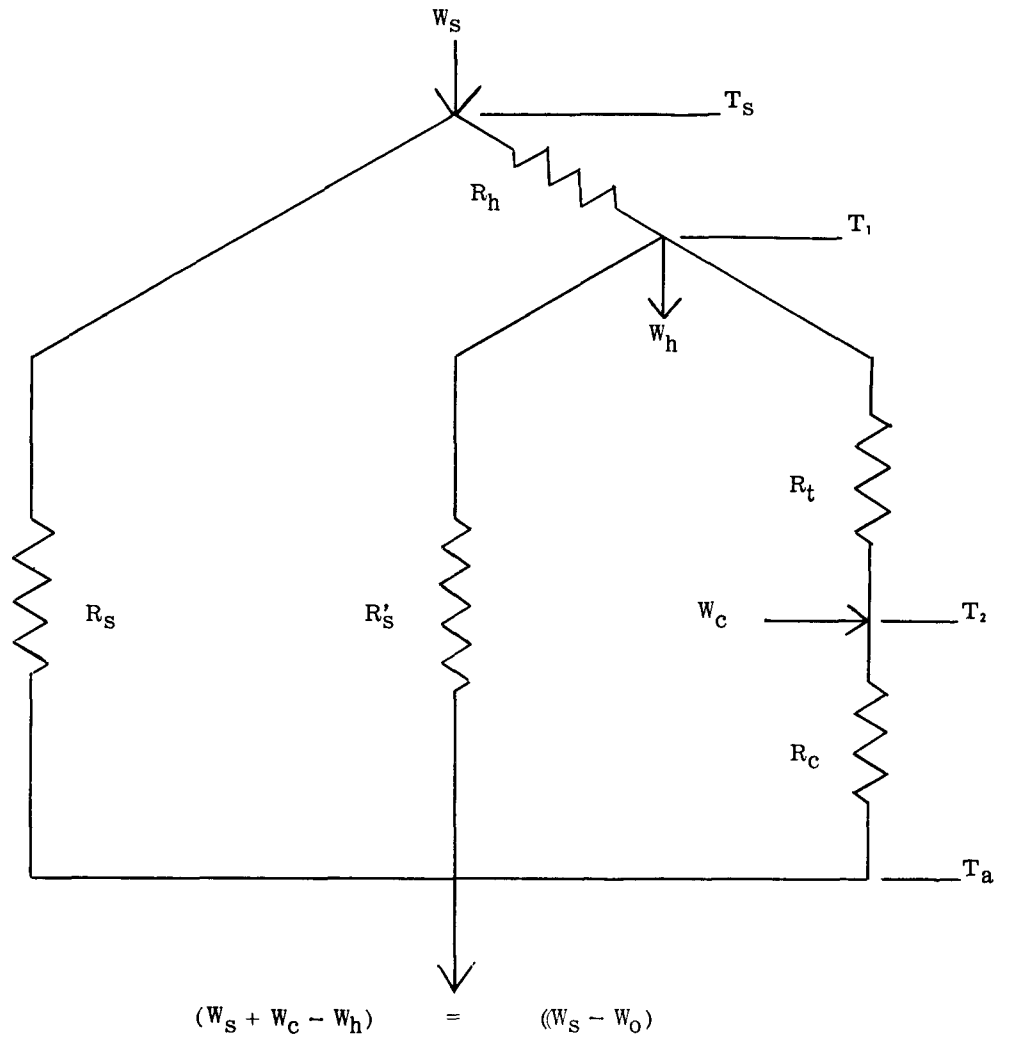 W_s
T_s
R_h
T_1
W_h
R_t
R_s
R'_s
W_c
T_2
R_c
T_a
(W_s + W_c − W_h) = ((W_s − W_o)